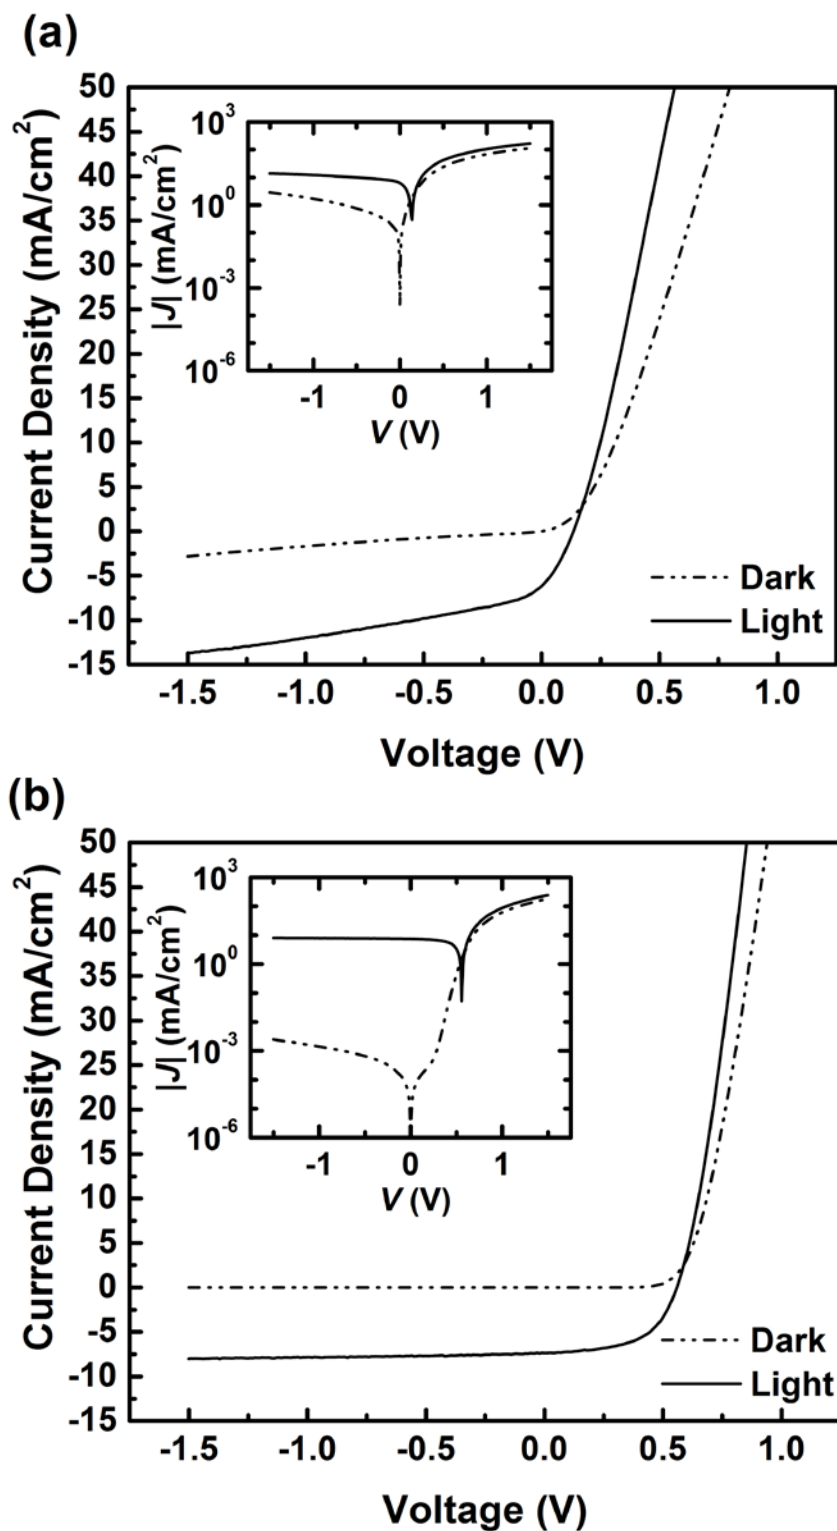 (a)
50
45
40
35
30
25
20
15
10
5
0
-5
-10
-15
Current Density (mA/cm²)
10³
10⁰
10⁻³
10⁻⁶
|J| (mA/cm²)
-1 0 1
V (V)
Dark
Light
-1.5 -1.0 -0.5 0.0 0.5 1.0
Voltage (V)
(b)
50
45
40
35
30
25
20
15
10
5
0
-5
-10
-15
Current Density (mA/cm²)
10³
10⁰
10⁻³
10⁻⁶
|J| (mA/cm²)
-1 0 1
V (V)
Dark
Light
-1.5 -1.0 -0.5 0.0 0.5 1.0
Voltage (V)